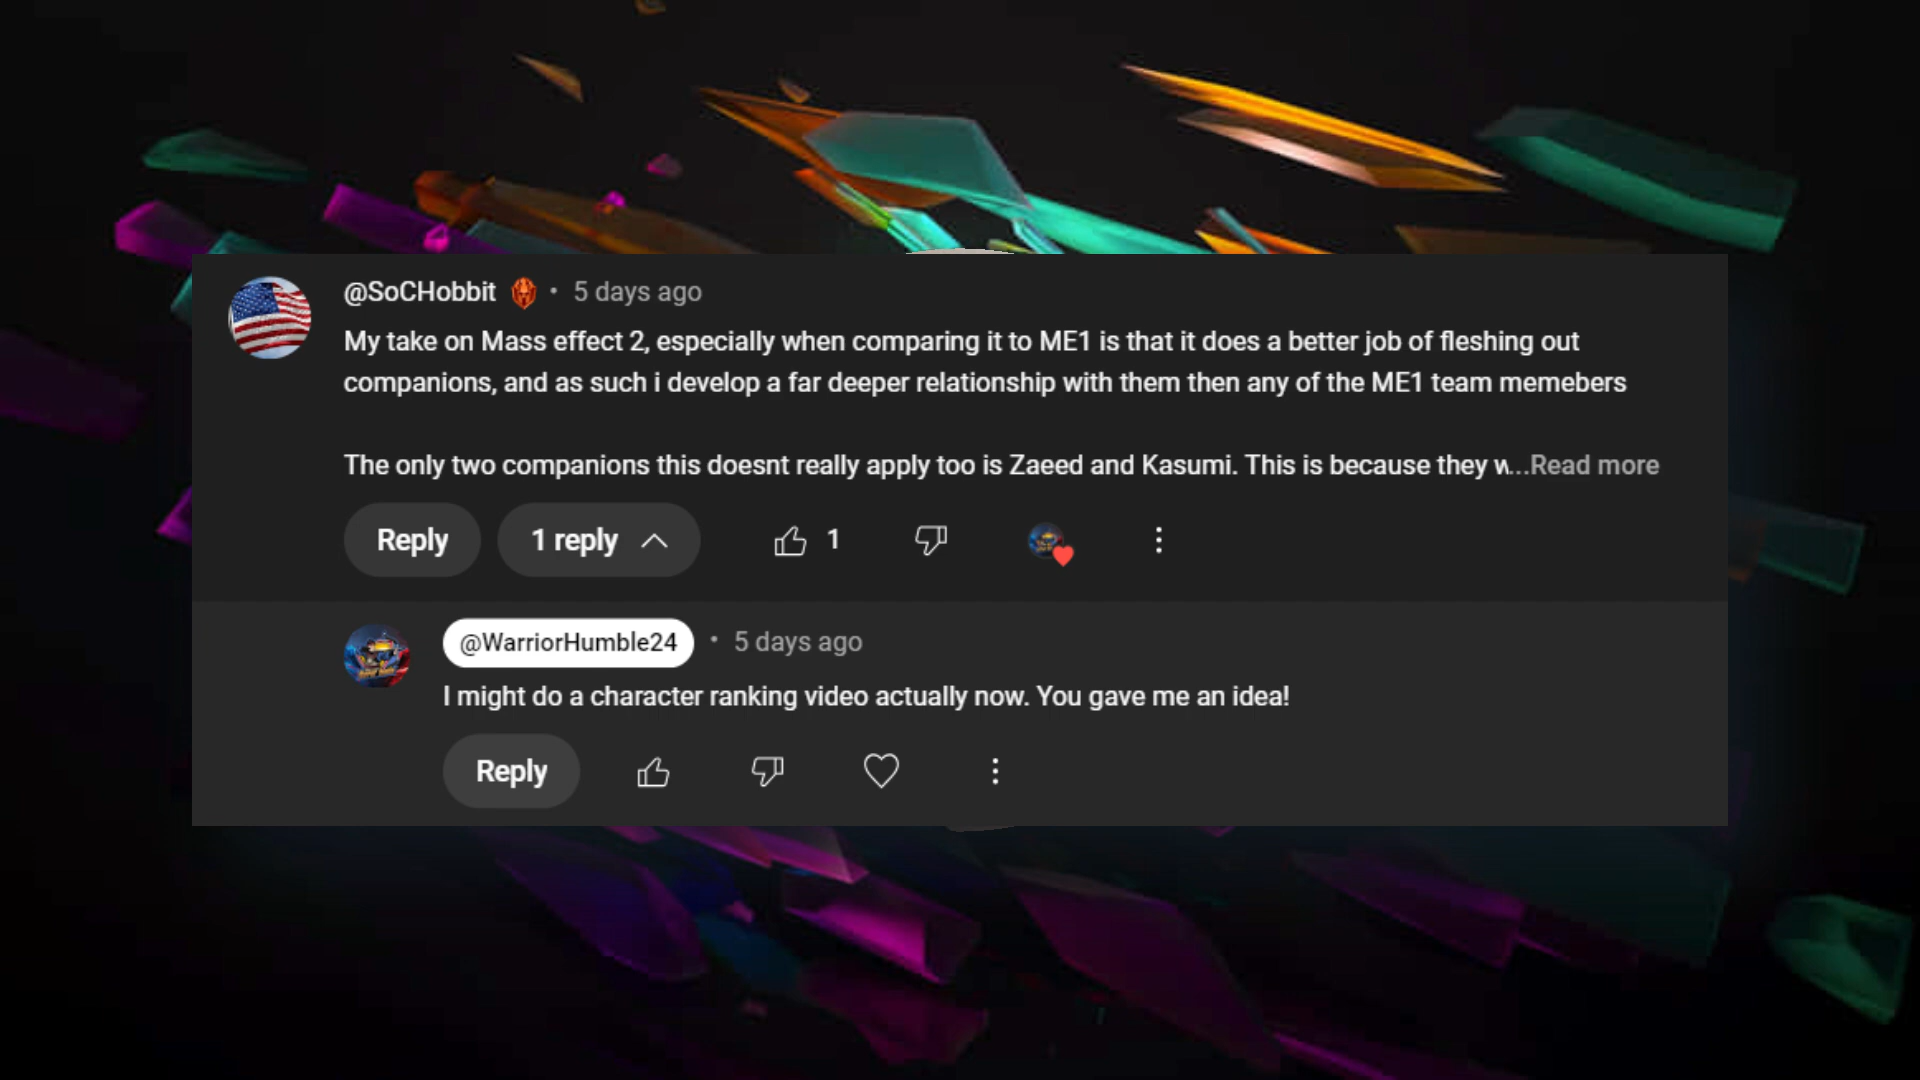 @SoCHobbit • 5 days ago
My take on Mass effect 2, especially when comparing it to ME1 is that it does a better job of fleshing out
companions, and as such i develop a far deeper relationship with them then any of the ME1 team memebers
The only two companions this doesnt really apply too is Zaeed and Kasumi. This is because they w...Read more
Reply 1 reply 1
@WarriorHumble24 • 5 days ago
I might do a character ranking video actually now. You gave me an idea!
Reply